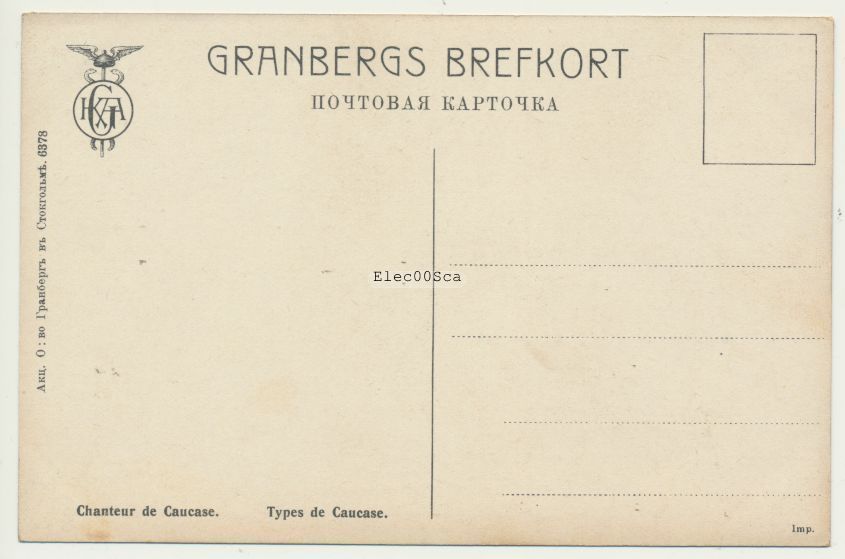 GRANBERGS BREFKORT
ПОЧТОВАЯ КАРТОЧКА
Акц. О:во Гранбергъ въ Стокгольмѣ. 6378
Elec00Sca
Chanteur de Caucase. Types de Caucase.
Imp.